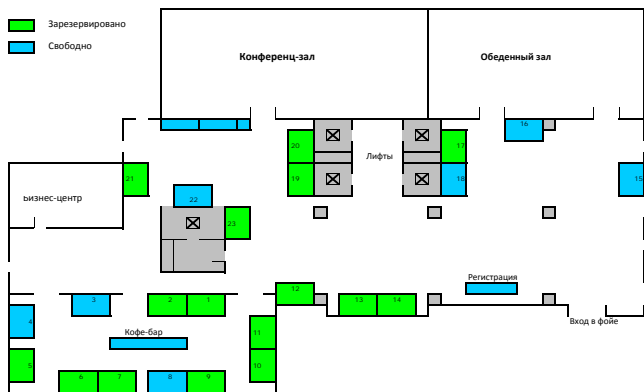 Зарезервировано
Свободно
Конференц-зал
Обеденный зал
16
20
Лифты
17
21
19
18
15
Бизнес-центр
22
23
12
Регистрация
3
2
1
13
14
4
Вход в фойе
Кофе-бар
11
5
10
6
7
8
9